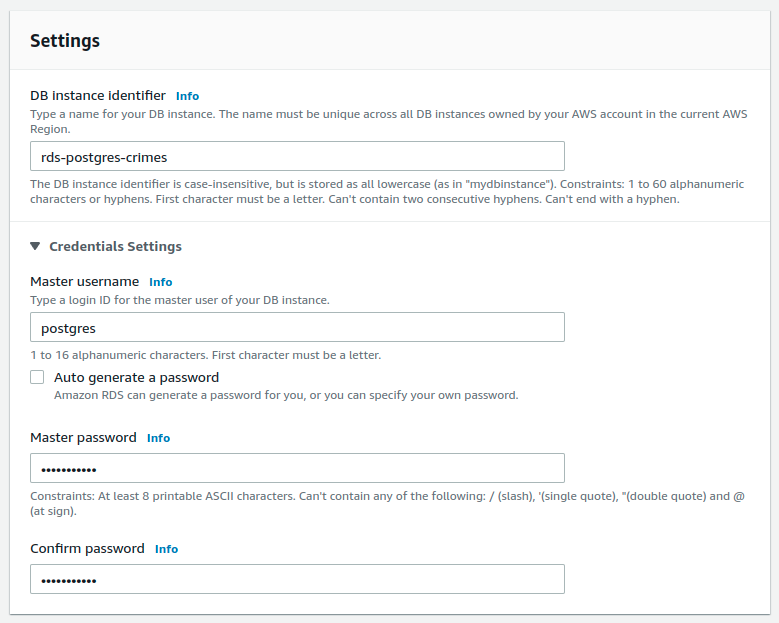 Settings
DB instance identifier Info
Type a name for your DB instance. The name must be unique across all DB instances owned by your AWS account in the current AWS
Region.
rds-postgres-crimes
The DB instance identifier is case-insensitive, but is stored as all lowercase (as in "mydbinstance"). Constraints: 1 to 60 alphanumeric
characters or hyphens. First character must be a letter. Can't contain two consecutive hyphens. Can't end with a hyphen.
Credentials Settings
Master username Info
Type a login ID for the master user of your DB instance.
postgres
1 to 16 alphanumeric characters. First character must be a letter.
Auto generate a password
Amazon RDS can generate a password for you, or you can specify your own password.
Master password Info
•••••••••••
Constraints: At least 8 printable ASCII characters. Can't contain any of the following: / (slash), '(single quote), "(double quote) and @
(at sign).
Confirm password Info
•••••••••••